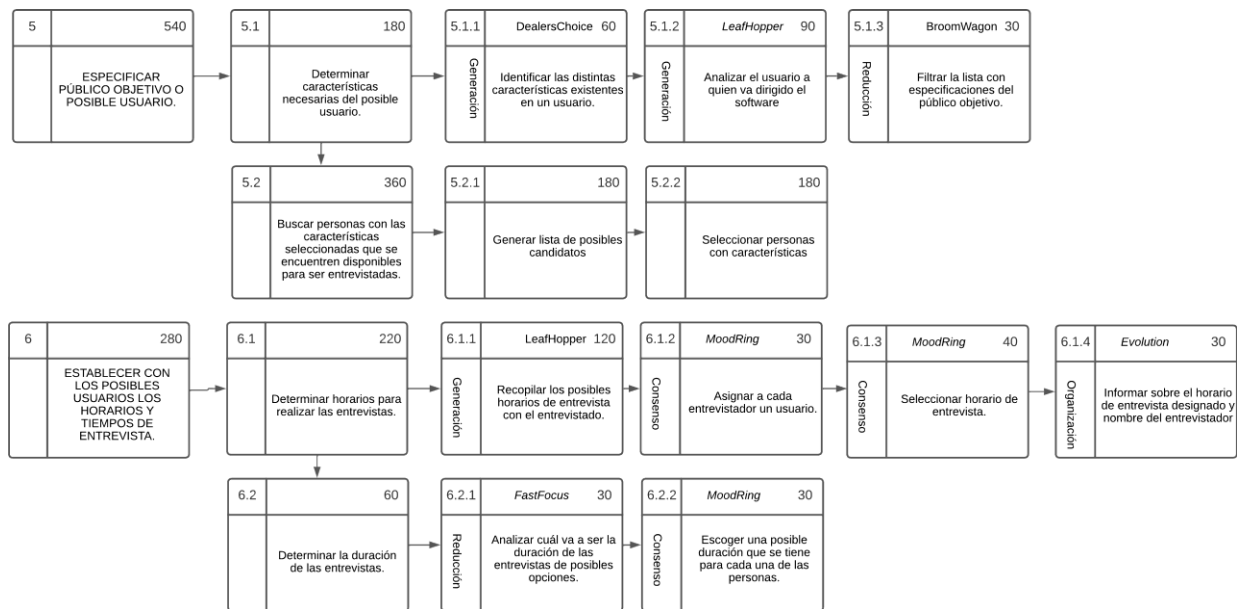 5 540
ESPECIFICAR
PÚBLICO OBJETIVO O
POSIBLE USUARIO.
5.1 180
Determinar
características
necesarias del posible
usuario.
5.1.1 DealersChoice 60
Generación
Identificar las distintas
características existentes
en un usuario.
5.1.2 LeafHopper 90
Generación
Analizar el usuario a
quien va dirigido el
software
5.1.3 BroomWagon 30
Reducción
Filtrar la lista con
especificaciones del
público objetivo.
5.2 360
Buscar personas con las
características
seleccionadas que se
encuentren disponibles
para ser entrevistadas.
5.2.1 180
Generar lista de posibles
candidatos
5.2.2 180
Seleccionar personas
con características
6 280
ESTABLECER CON
LOS POSIBLES
USUARIOS LOS
HORARIOS Y
TIEMPOS DE
ENTREVISTA.
6.1 220
Determinar horarios para
realizar las entrevistas.
6.1.1 LeafHopper 120
Generación
Recopilar los posibles
horarios de entrevista
con el entrevistado.
6.1.2 MoodRing 30
Consenso
Asignar a cada
entrevistador un usuario.
6.1.3 MoodRing 40
Consenso
Seleccionar horario de
entrevista.
6.1.4 Evolution 30
Organización
Informar sobre el horario
de entrevista designado y
nombre del entrevistador
6.2 60
Determinar la duración
de las entrevistas.
6.2.1 FastFocus 30
Reducción
Analizar cuál va a ser la
duración de las
entrevistas de posibles
opciones.
6.2.2 MoodRing 30
Consenso
Escoger una posible
duración que se tiene
para cada una de las
personas.